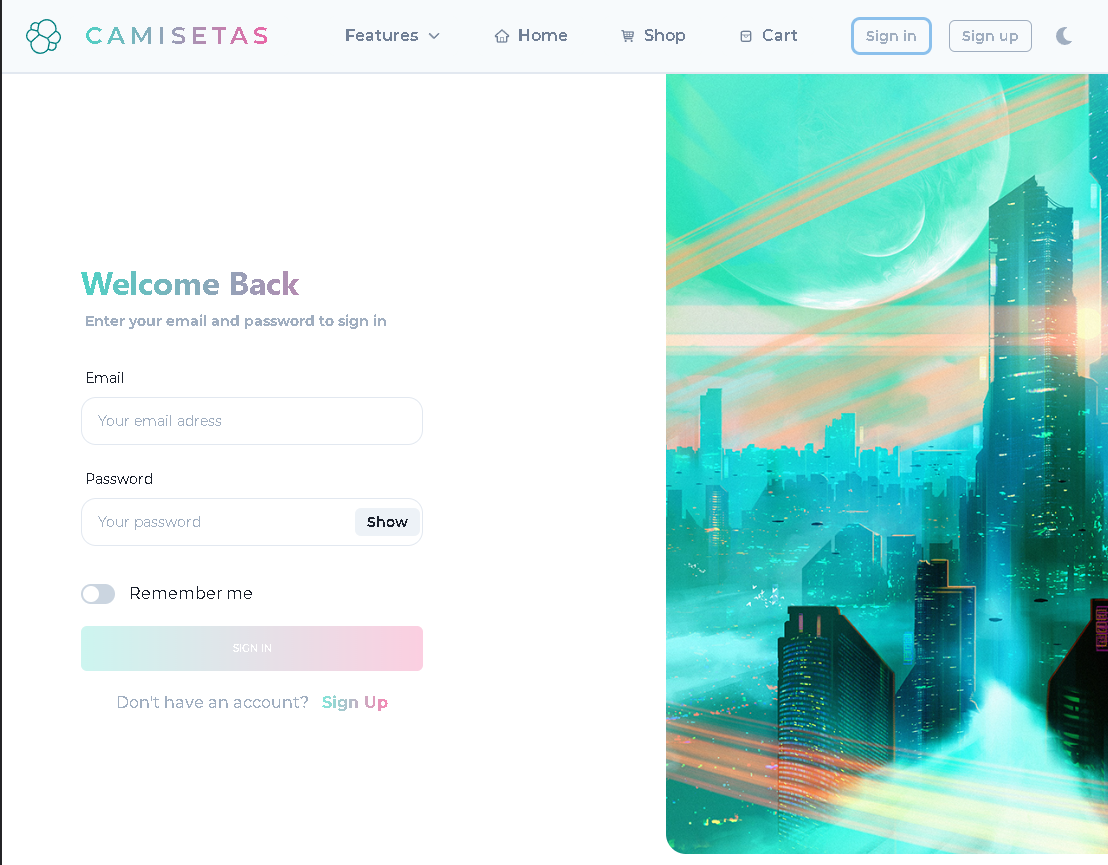 CAMISETAS
Features
Home
Shop
Cart
Sign in
Sign up
Welcome Back
Enter your email and password to sign in
Email
Your email adress
Password
Your password
Show
Remember me
SIGN IN
Don't have an account? Sign Up